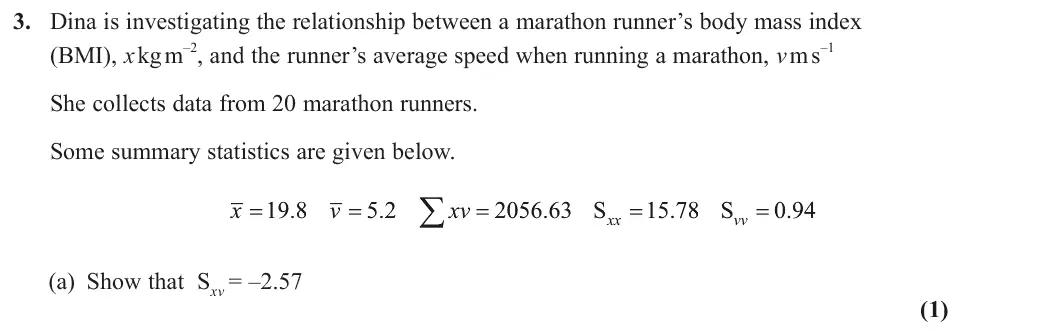 3. Dina is investigating the relationship between a marathon runner’s body mass index
(BMI), x kg m⁻², and the runner’s average speed when running a marathon, v m s⁻¹
She collects data from 20 marathon runners.
Some summary statistics are given below.
x̅ = 19.8 v̅ = 5.2 ∑ xv = 2056.63 Sₓₓ = 15.78 Sᵥᵥ = 0.94
(a) Show that Sₓᵥ = –2.57
(1)